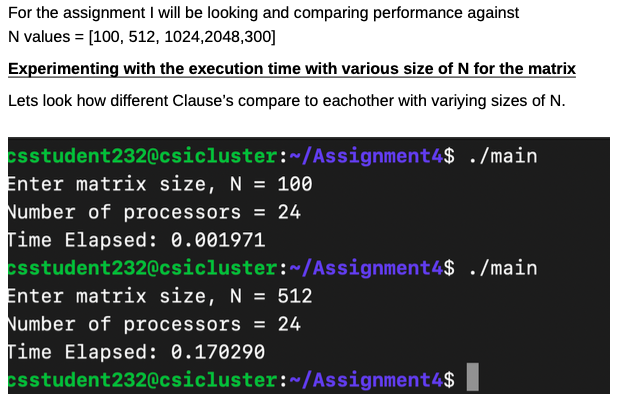 For the assignment I will be looking and comparing performance against
N values = [100, 512, 1024,2048,300]
Experimenting with the execution time with various size of N for the matrix
Lets look how different Clause's compare to eachother with variying sizes of N.
csstudent232@csicluster:~/Assignment4$ ./main
Enter matrix size, N = 100
Number of processors = 24
Time Elapsed: 0.001971
csstudent232@csicluster:~/Assignment4$ ./main
Enter matrix size, N = 512
Number of processors = 24
Time Elapsed: 0.170290
csstudent232@csicluster:~/Assignment4$